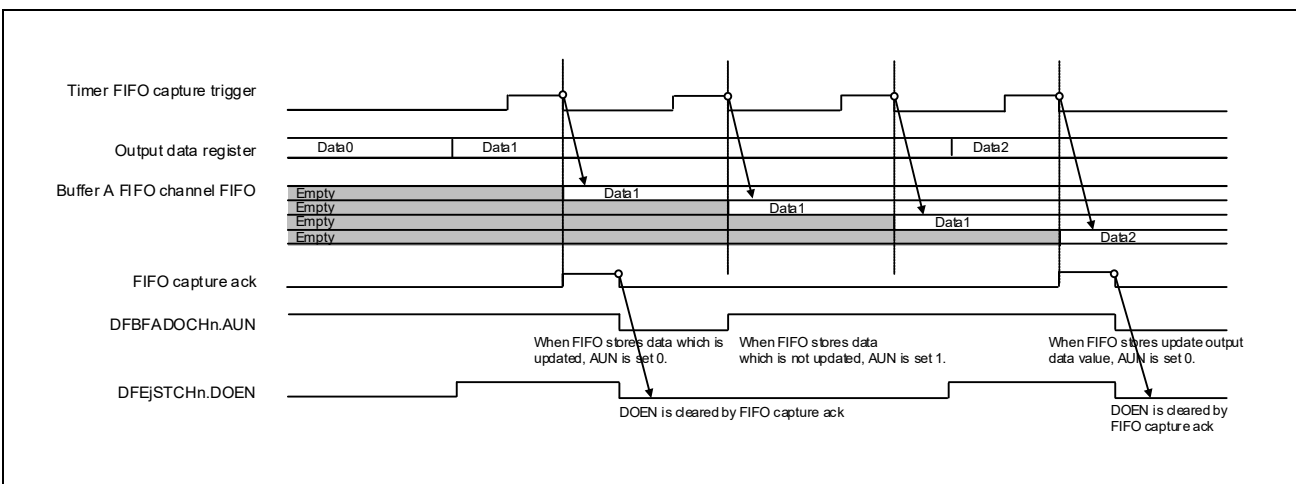 Timer FIFO capture trigger
Output data register
Data0
Data1
Data2
Buffer A FIFO channel FIFO
Empty
Data1
Empty
Data1
Empty
Data1
Empty
Data2
FIFO capture ack
DFBFADOCHn.AUN
When FIFO stores data which is
updated, AUN is set 0.
When FIFO stores data
which is not updated, AUN is set 1.
When FIFO stores update output
data value, AUN is set 0.
DFEjSTCHn.DOEN
DOEN is cleared by FIFO capture ack
DOEN is cleared by
FIFO capture ack